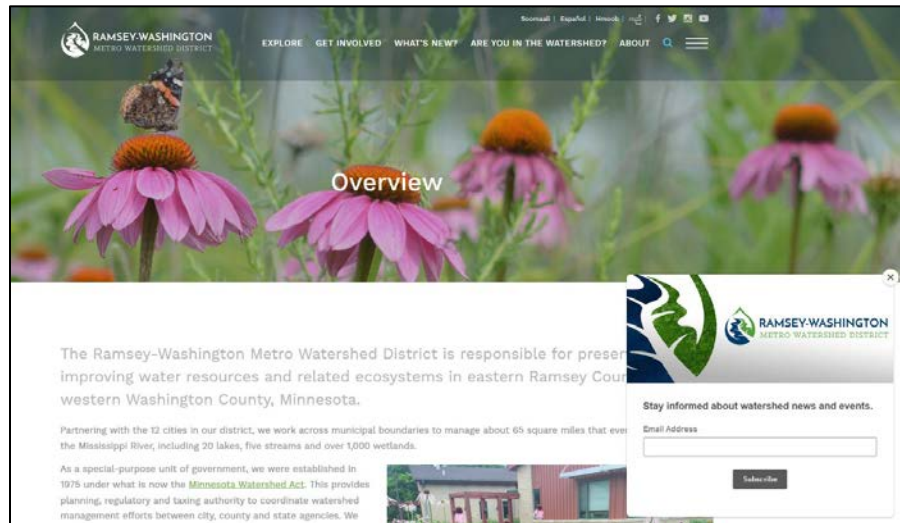 Soomaali | Español | Hmoob |
RAMSEY-WASHINGTON
METRO WATERSHED DISTRICT
EXPLORE GET INVOLVED WHAT'S NEW? ARE YOU IN THE WATERSHED? ABOUT
Overview
RAMSEY-WASHINGTON
METRO WATERSHED DISTRICT
Stay informed about watershed news and events.
Email Address
Subscribe
The Ramsey-Washington Metro Watershed District is responsible for
improving water resources and related ecosystems in eastern Ramsey
western Washington County, Minnesota.
Partnering with the 12 cities in our district, we work across municipal boundaries to manage about 65 square miles that
the Mississippi River, including 20 lakes, five streams and over 1,000 wetlands.
As a special-purpose unit of government, we were established in
1975 under what is now the Minnesota Watershed Act. This provides
planning, regulatory and taxing authority to coordinate watershed
management efforts between city, county and state agencies. We